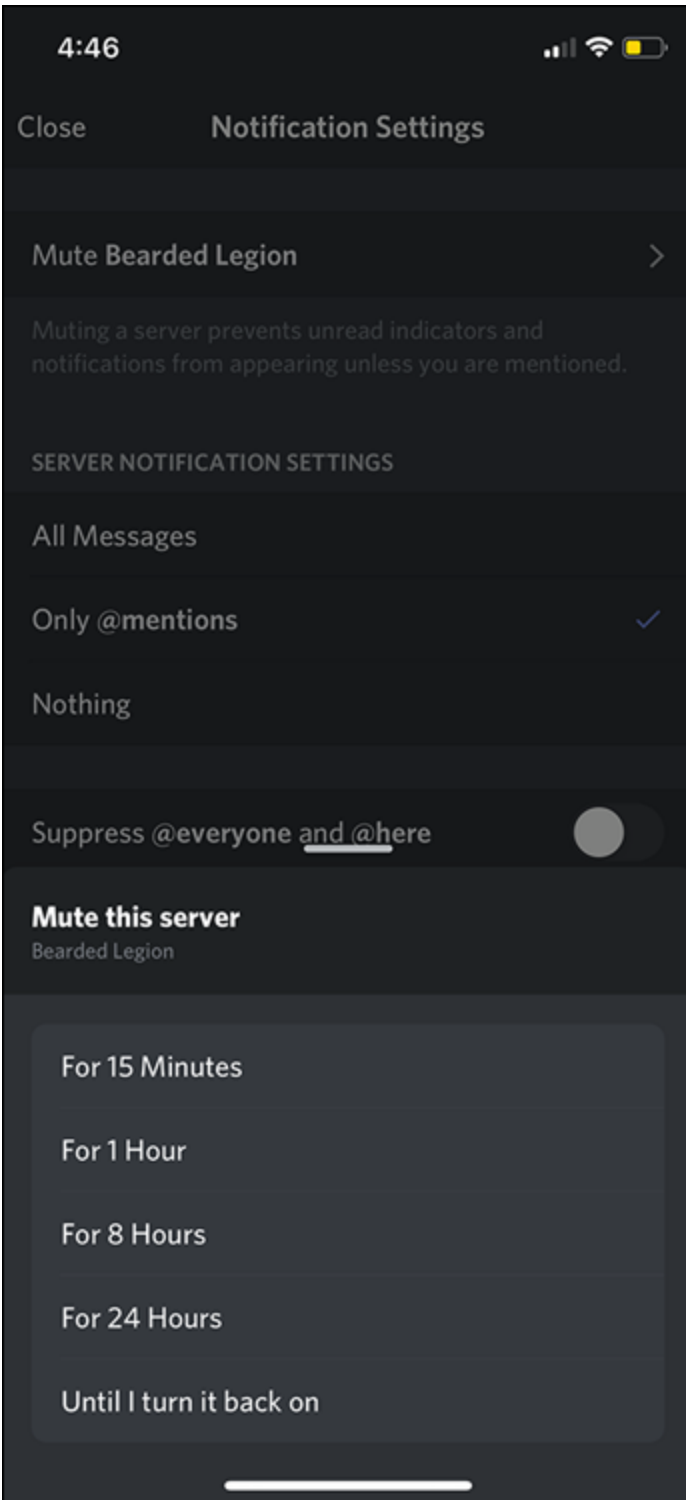 4:46
Close Notification Settings
Mute Bearded Legion
Muting a server prevents unread indicators and
notifications from appearing unless you are mentioned.
SERVER NOTIFICATION SETTINGS
All Messages
Only @mentions
Nothing
Suppress @everyone and @here
Mute this server
Bearded Legion
For 15 Minutes
For 1 Hour
For 8 Hours
For 24 Hours
Until I turn it back on